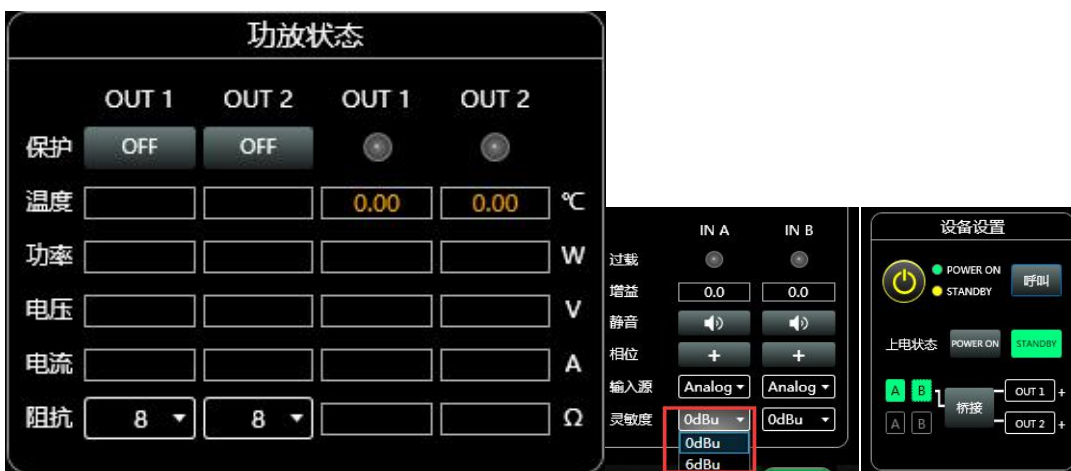 功放状态
OUT 1 OUT 2 OUT 1 OUT 2
保护 OFF OFF
温度 0.00 0.00 ℃
功率 W
电压 V
电流 A
阻抗 8 8 Ω
IN A IN B
过载
增益 0.0 0.0
静音
相位 + +
输入源 Analog Analog
灵敏度 0dBu 0dBu
0dBu
6dBu
设备设置
POWER ON
STANDBY
呼叫
上电状态 POWER ON STANDBY
A B 桥接 OUT 1 +
A B OUT 2 +